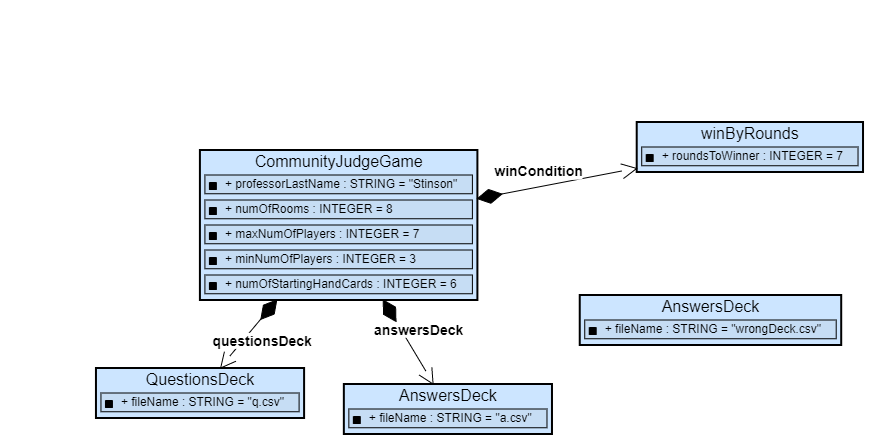 winByRounds
+ roundsToWinner : INTEGER = 7
CommunityJudgeGame
+ professorLastName : STRING = "Stinson"
+ numOfRooms : INTEGER = 8
+ maxNumOfPlayers : INTEGER = 7
+ minNumOfPlayers : INTEGER = 3
+ numOfStartingHandCards : INTEGER = 6
winCondition
questionsDeck
answersDeck
AnswersDeck
+ fileName : STRING = "wrongDeck.csv"
QuestionsDeck
+ fileName : STRING = "q.csv"
AnswersDeck
+ fileName : STRING = "a.csv"